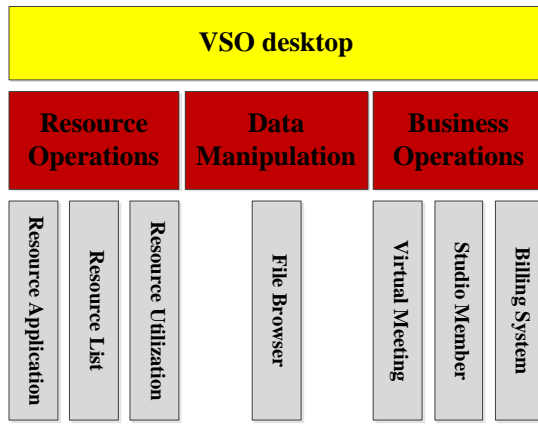 VSO desktop
Resource
Operations
Data
Manipulation
Business
Operations
Resource Application
Resource List
Resource Utilization
File Browser
Virtual Meeting
Studio Member
Billing System